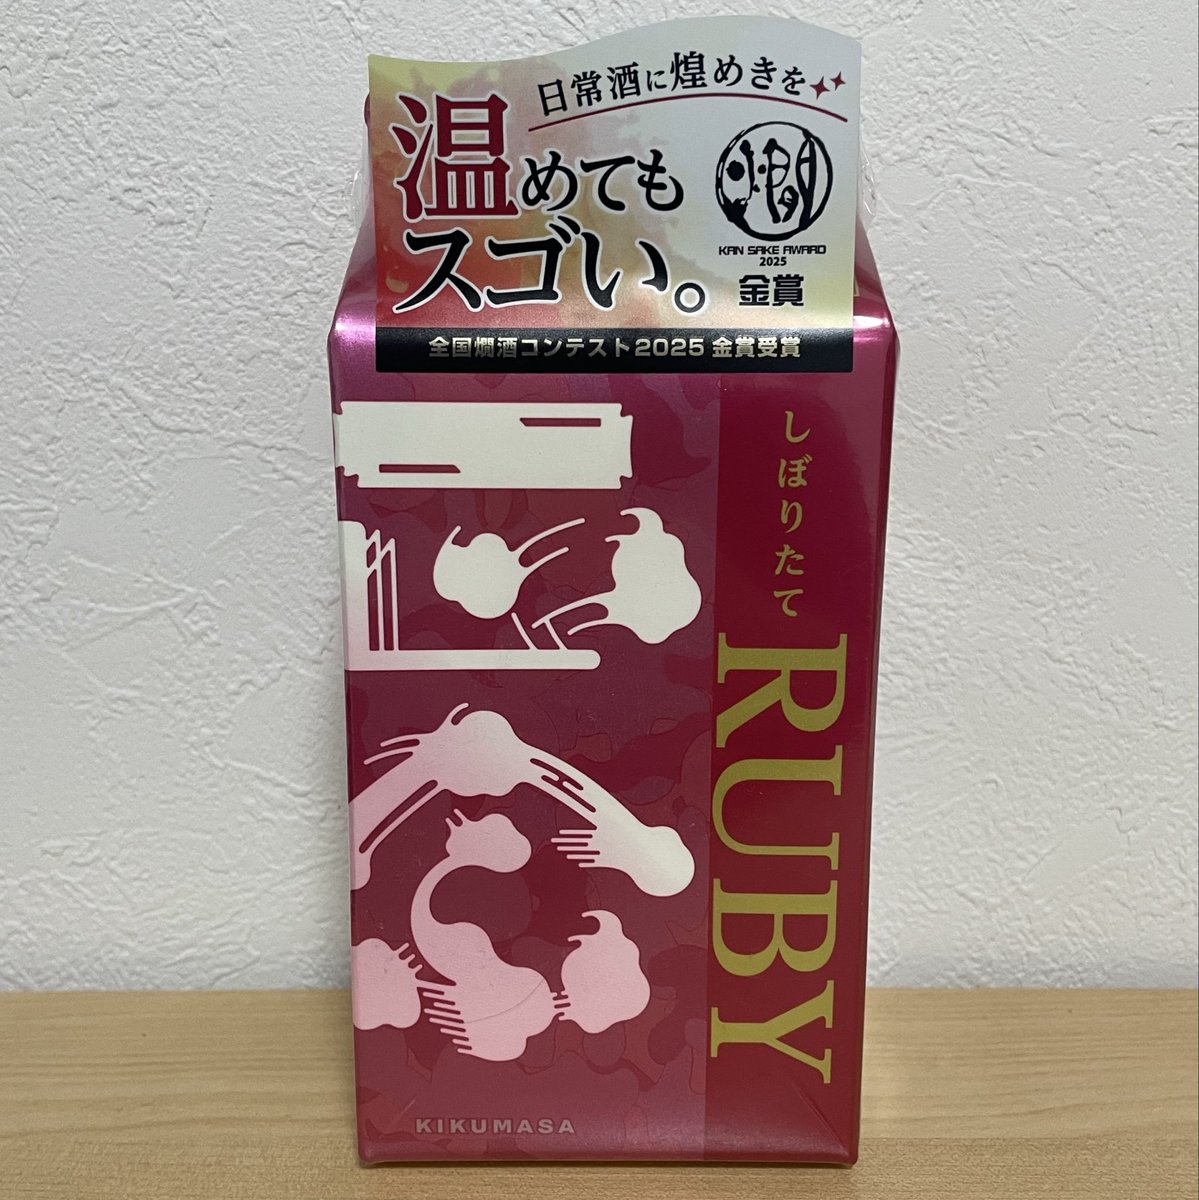 日常酒に煌めきを
温めても
スゴい。
燗
KAN SAKE AWARD
2025
金賞
全国燗酒コンテスト2025 金賞受賞
しぼりたて
RUBY
KIKUMASA